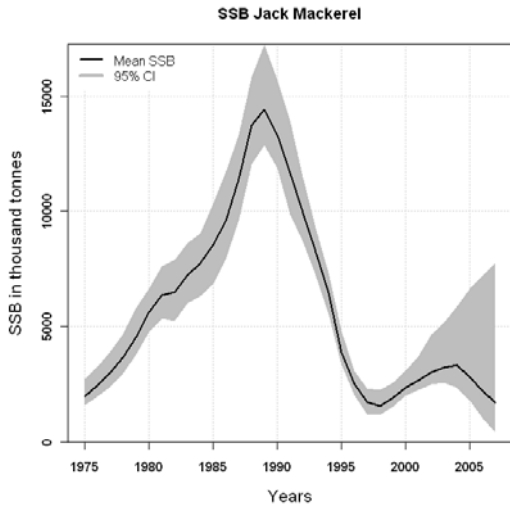 SSB Jack Mackerel
Mean SSB
95% CI
SSB in thousand tonnes
15000
10000
5000
0
1975 1980 1985 1990 1995 2000 2005
Years